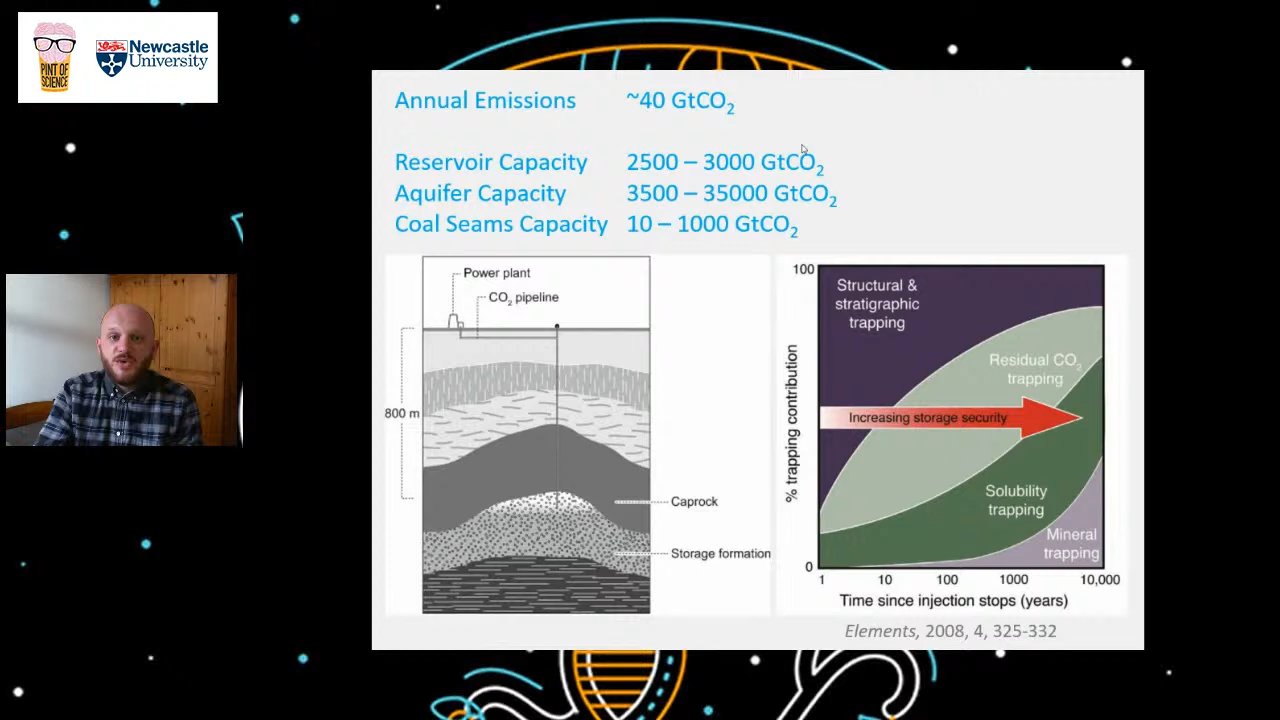 PINT OF
SCIENCE
Newcastle
University
Annual Emissions ~40 GtCO₂
Reservoir Capacity 2500 – 3000 GtCO₂
Aquifer Capacity 3500 – 35000 GtCO₂
Coal Seams Capacity 10 – 1000 GtCO₂
Power plant
CO₂ pipeline
800 m
Caprock
Storage formation
100
Structural &
stratigraphic
trapping
Residual CO₂
trapping
% trapping contribution
Increasing storage security
Solubility
trapping
Mineral
trapping
0
1 10 100 1000 10,000
Time since injection stops (years)
Elements, 2008, 4, 325-332